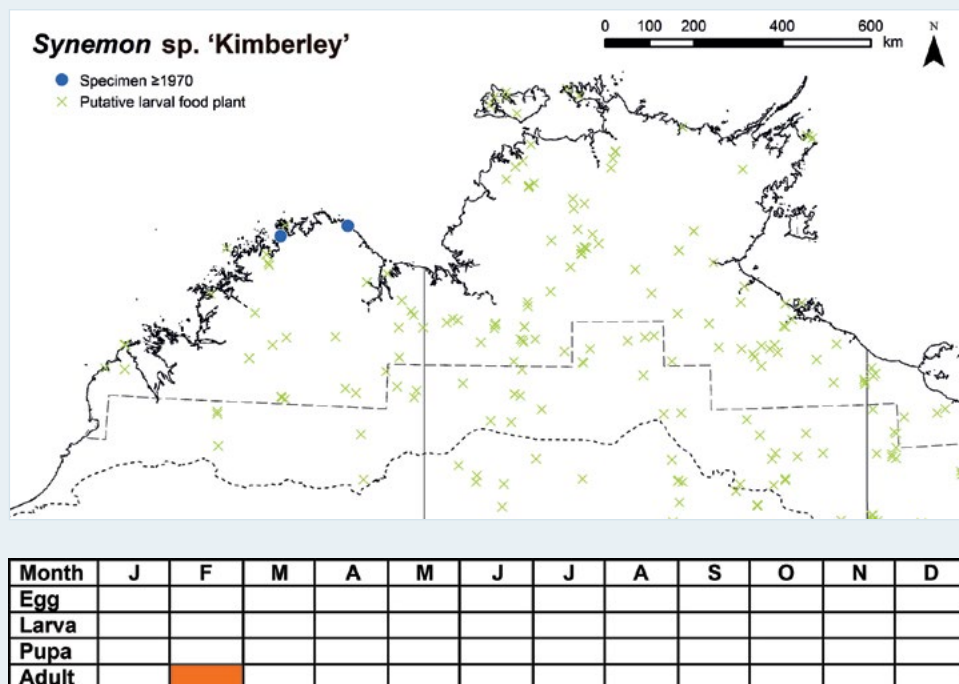 Synemon sp. ‘Kimberley’
Specimen ≥1970
Putative larval food plant
0 100 200 400 600
km
N
Month J F M A M J J A S O N D
Egg
Larva
Pupa
Adult